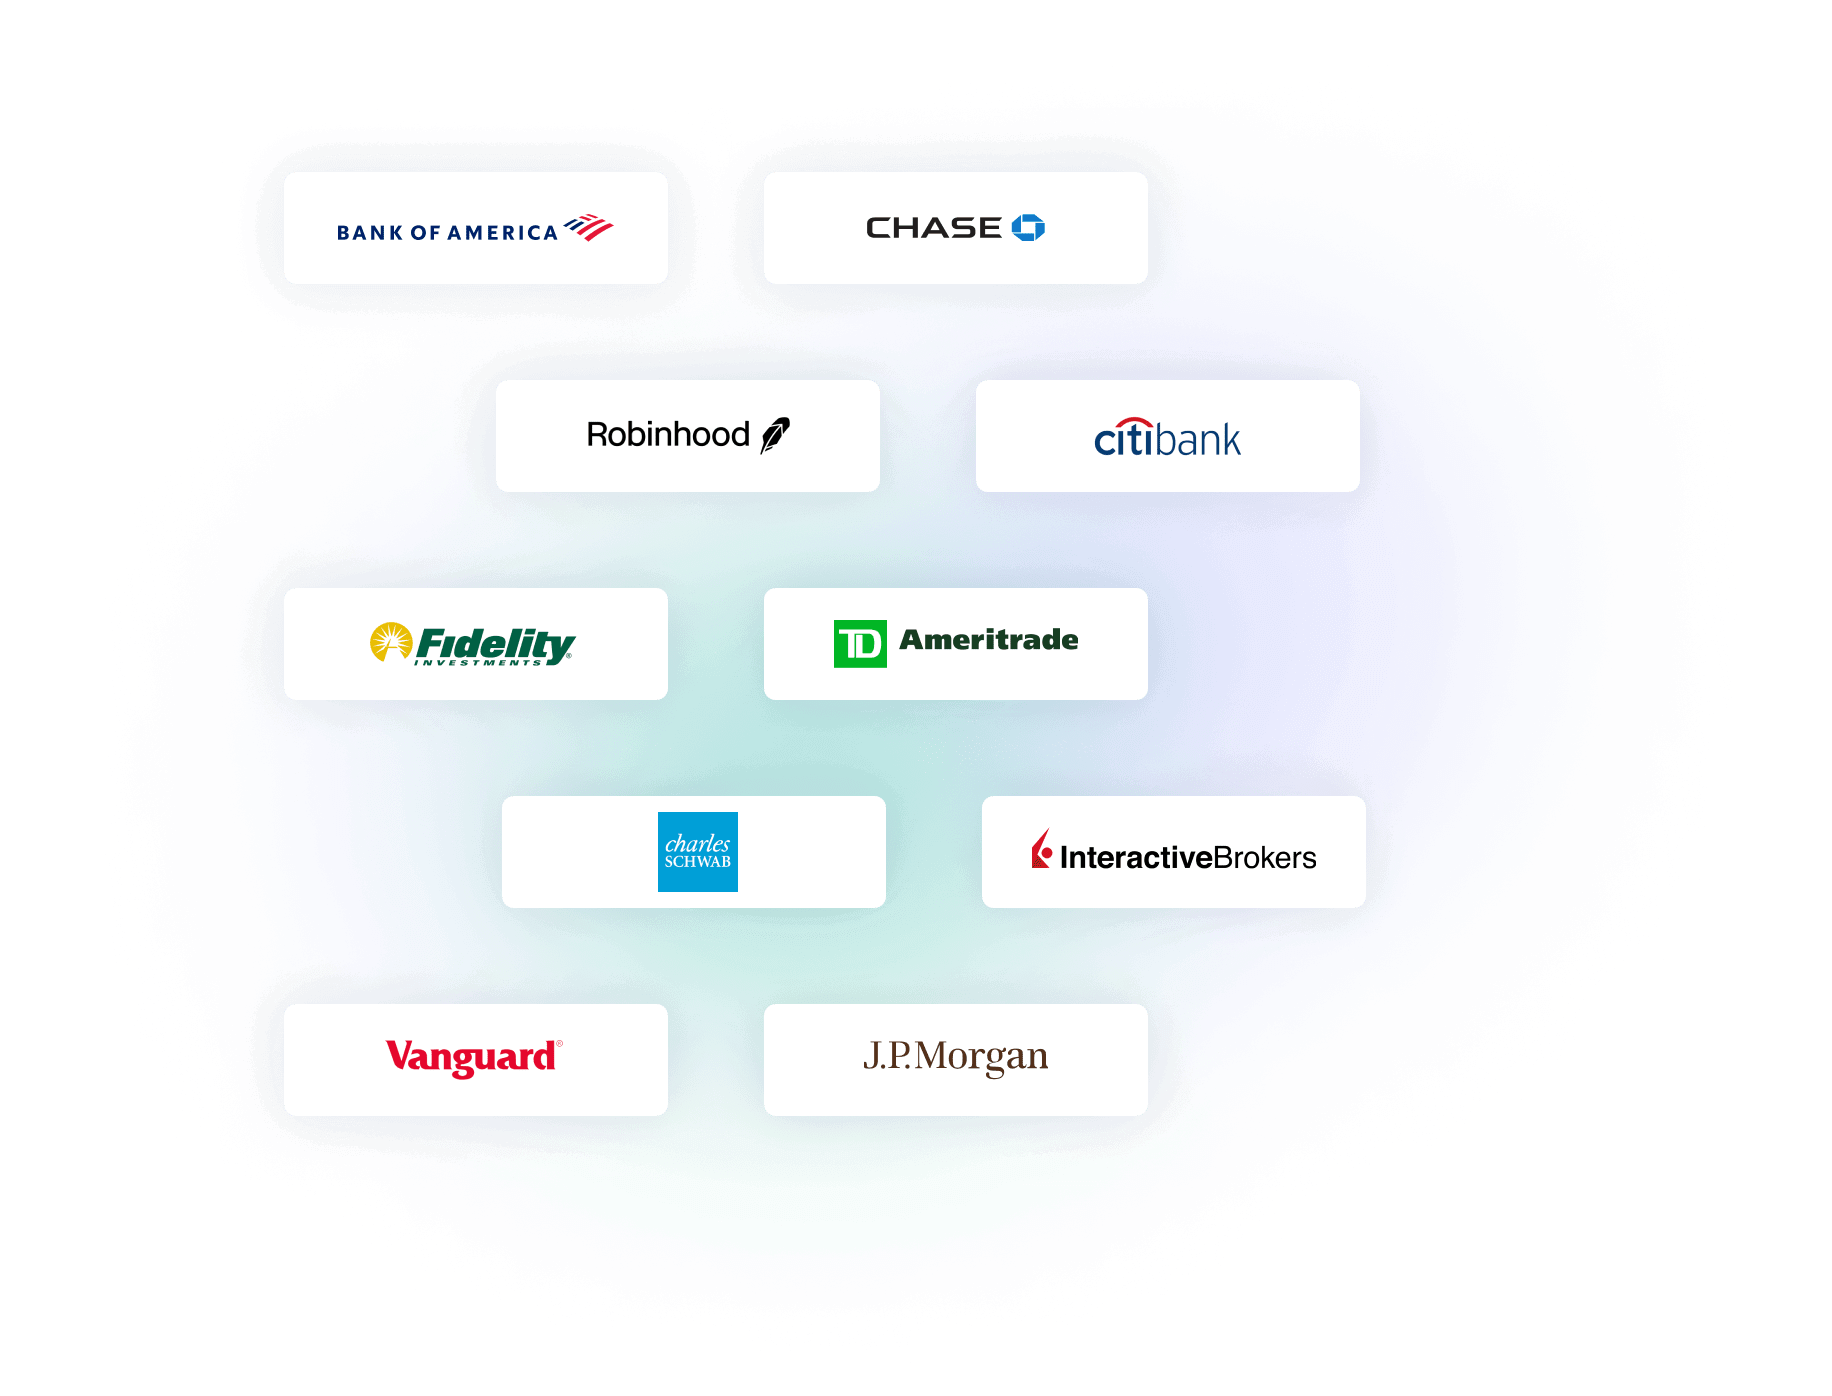 BANK OF AMERICA
CHASE
Robinhood
citibank
Fidelity
INVESTMENTS®
TD Ameritrade
charles
SCHWAB
InteractiveBrokers
Vanguard®
J.P.Morgan